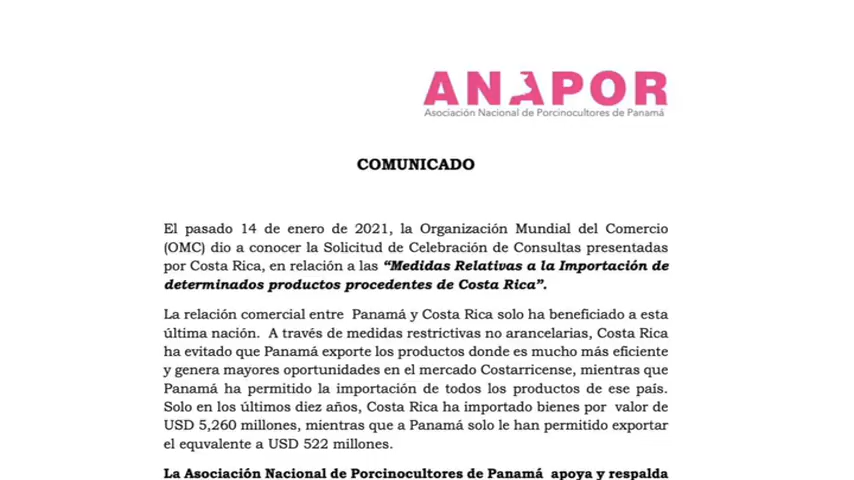 ANAPOR
Asociación Nacional de Porcinocultores de Panamá
COMUNICADO
El pasado 14 de enero de 2021, la Organización Mundial del Comercio
(OMC) dio a conocer la Solicitud de Celebración de Consultas presentadas
por Costa Rica, en relación a las “Medidas Relativas a la Importación de
determinados productos procedentes de Costa Rica”.
La relación comercial entre Panamá y Costa Rica solo ha beneficiado a esta
última nación. A través de medidas restrictivas no arancelarias, Costa Rica
ha evitado que Panamá exporte los productos donde es mucho más eficiente
y genera mayores oportunidades en el mercado Costarricense, mientras que
Panamá ha permitido la importación de todos los productos de ese país.
Solo en los últimos diez años, Costa Rica ha importado bienes por valor de
USD 5,260 millones, mientras que a Panamá solo le han permitido exportar
el equvalente a USD 522 millones.
La Asociación Nacional de Porcinocultores de Panamá apoya y respalda